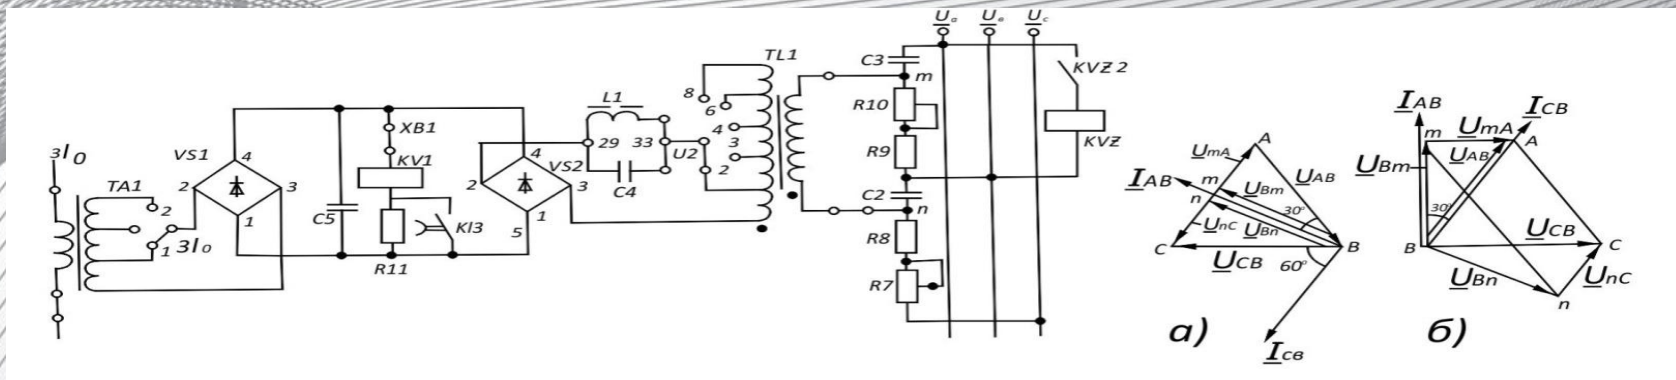 3I0
TA1
2
1
3I0
VS1
4
2
3
1
C5
XB1
KV1
R11
KI3
VS2
4
2
3
1
5
L1
29
33
C4
U2
TL1
8
6
4
3
2
Ua
Uв
Uс
C3
m
R10
R9
C2
n
R8
R7
KVZ 2
KVZ
A
UmA
IAB
m
UBm
UAB
n
30°
UnC
UBn
C
B
UCB
60°
ICB
а)
IAB
ICB
m
UmA
A
UBm
UAB
30°
B
UCB
C
UBn
UnC
n
б)